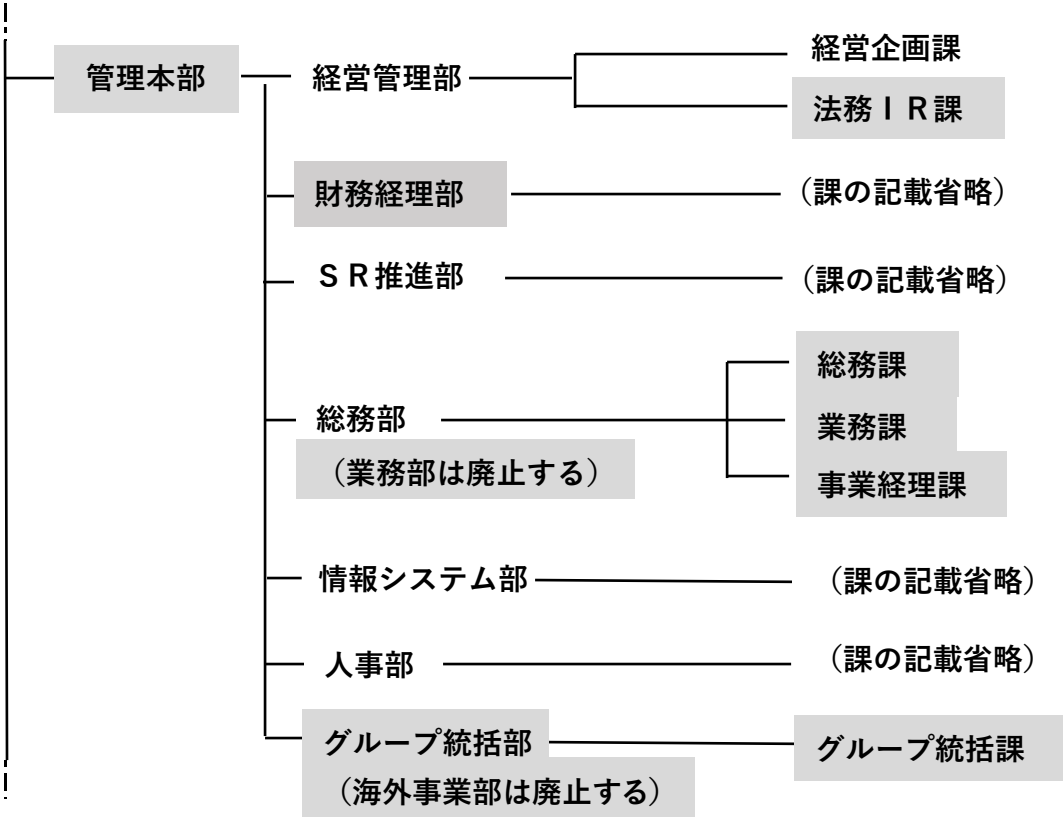 管理本部
経営管理部
経営企画課
法務ＩＲ課
財務経理部
（課の記載省略）
ＳＲ推進部
（課の記載省略）
総務部
（業務部は廃止する）
総務課
業務課
事業経理課
情報システム部
（課の記載省略）
人事部
（課の記載省略）
グループ統括部
（海外事業部は廃止する）
グループ統括課